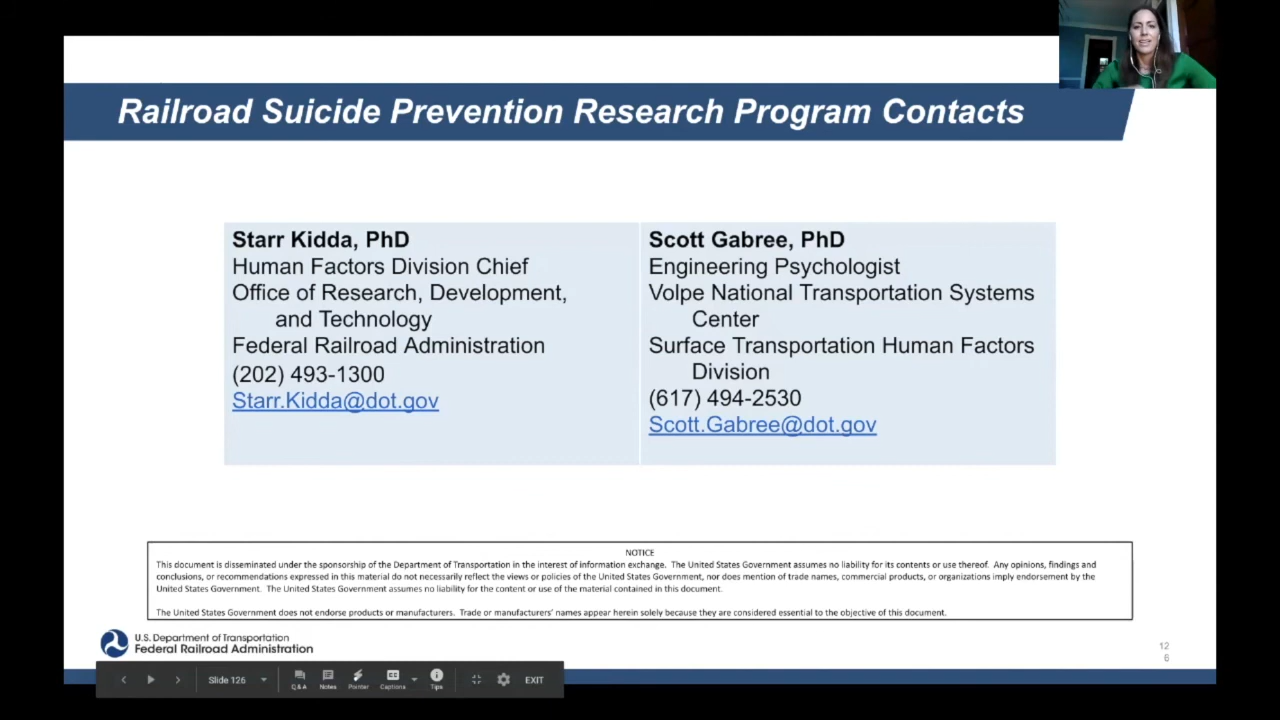 Railroad Suicide Prevention Research Program Contacts
Starr Kidda, PhD
Human Factors Division Chief
Office of Research, Development,
and Technology
Federal Railroad Administration
(202) 493-1300
Starr.Kidda@dot.gov
Scott Gabree, PhD
Engineering Psychologist
Volpe National Transportation Systems
Center
Surface Transportation Human Factors
Division
(617) 494-2530
Scott.Gabree@dot.gov
NOTICE
This document is disseminated under the sponsorship of the Department of Transportation in the interest of information exchange. The United States Government assumes no liability for its contents or use thereof. Any opinions, findings and
conclusions, or recommendations expressed in this material do not necessarily reflect the views or policies of the United States Government, nor does mention of trade names, commercial products, or organizations imply endorsement by the
United States Government. The United States Government assumes no liability for the content or use of the material contained in this document.
The United States Government does not endorse products or manufacturers. Trade or manufacturers' names appear herein solely because they are considered essential to the objective of this document.
U.S. Department of Transportation
Federal Railroad Administration
12
6
Slide 126
Q&A
Notes
Pointer
CC
Captions
Tips
EXIT